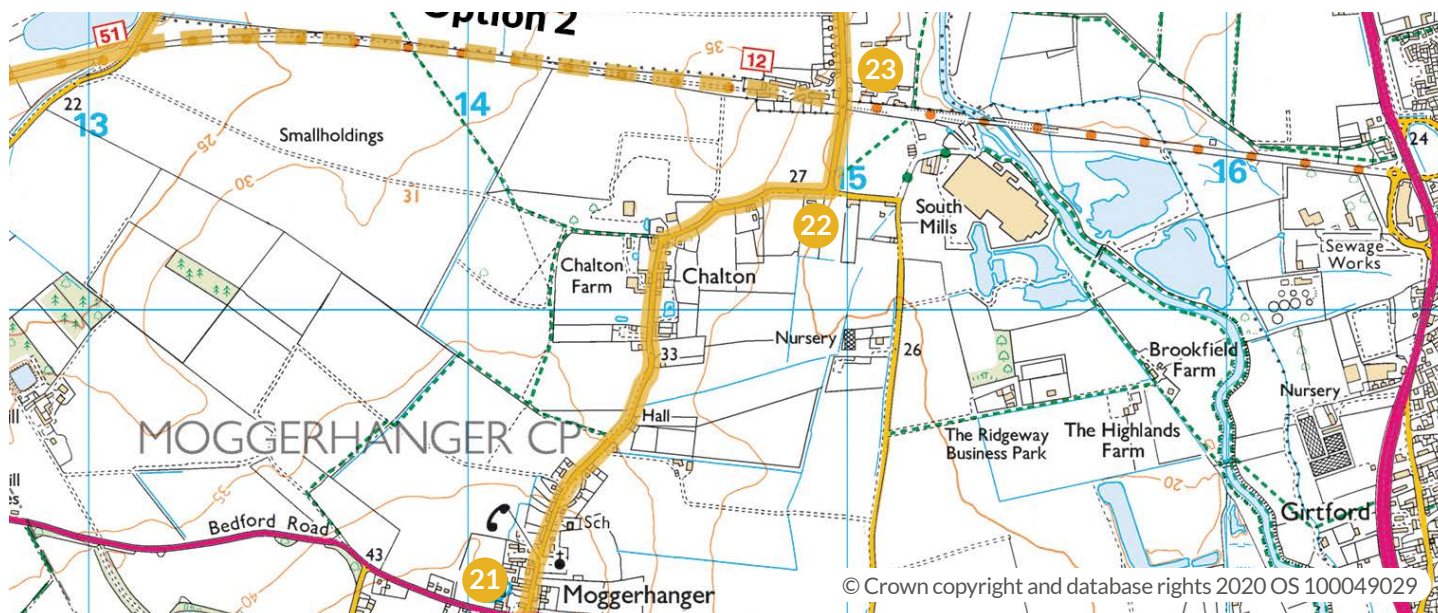 Option 2
51
12
35
23
22
13
14
Smallholdings
25
30
31
27
15
16
24
22
South
Mills
Sewage
Works
Chalton
Farm
Chalton
Nursery
33
26
Brookfield
Farm
Nursery
Hall
MOGGERHANGER CP
The Ridgeway
Business Park
The Highlands
Farm
20
35
Bedford Road
Sch
Girtford
43
21
40
Moggerhanger
© Crown copyright and database rights 2020 OS 100049029